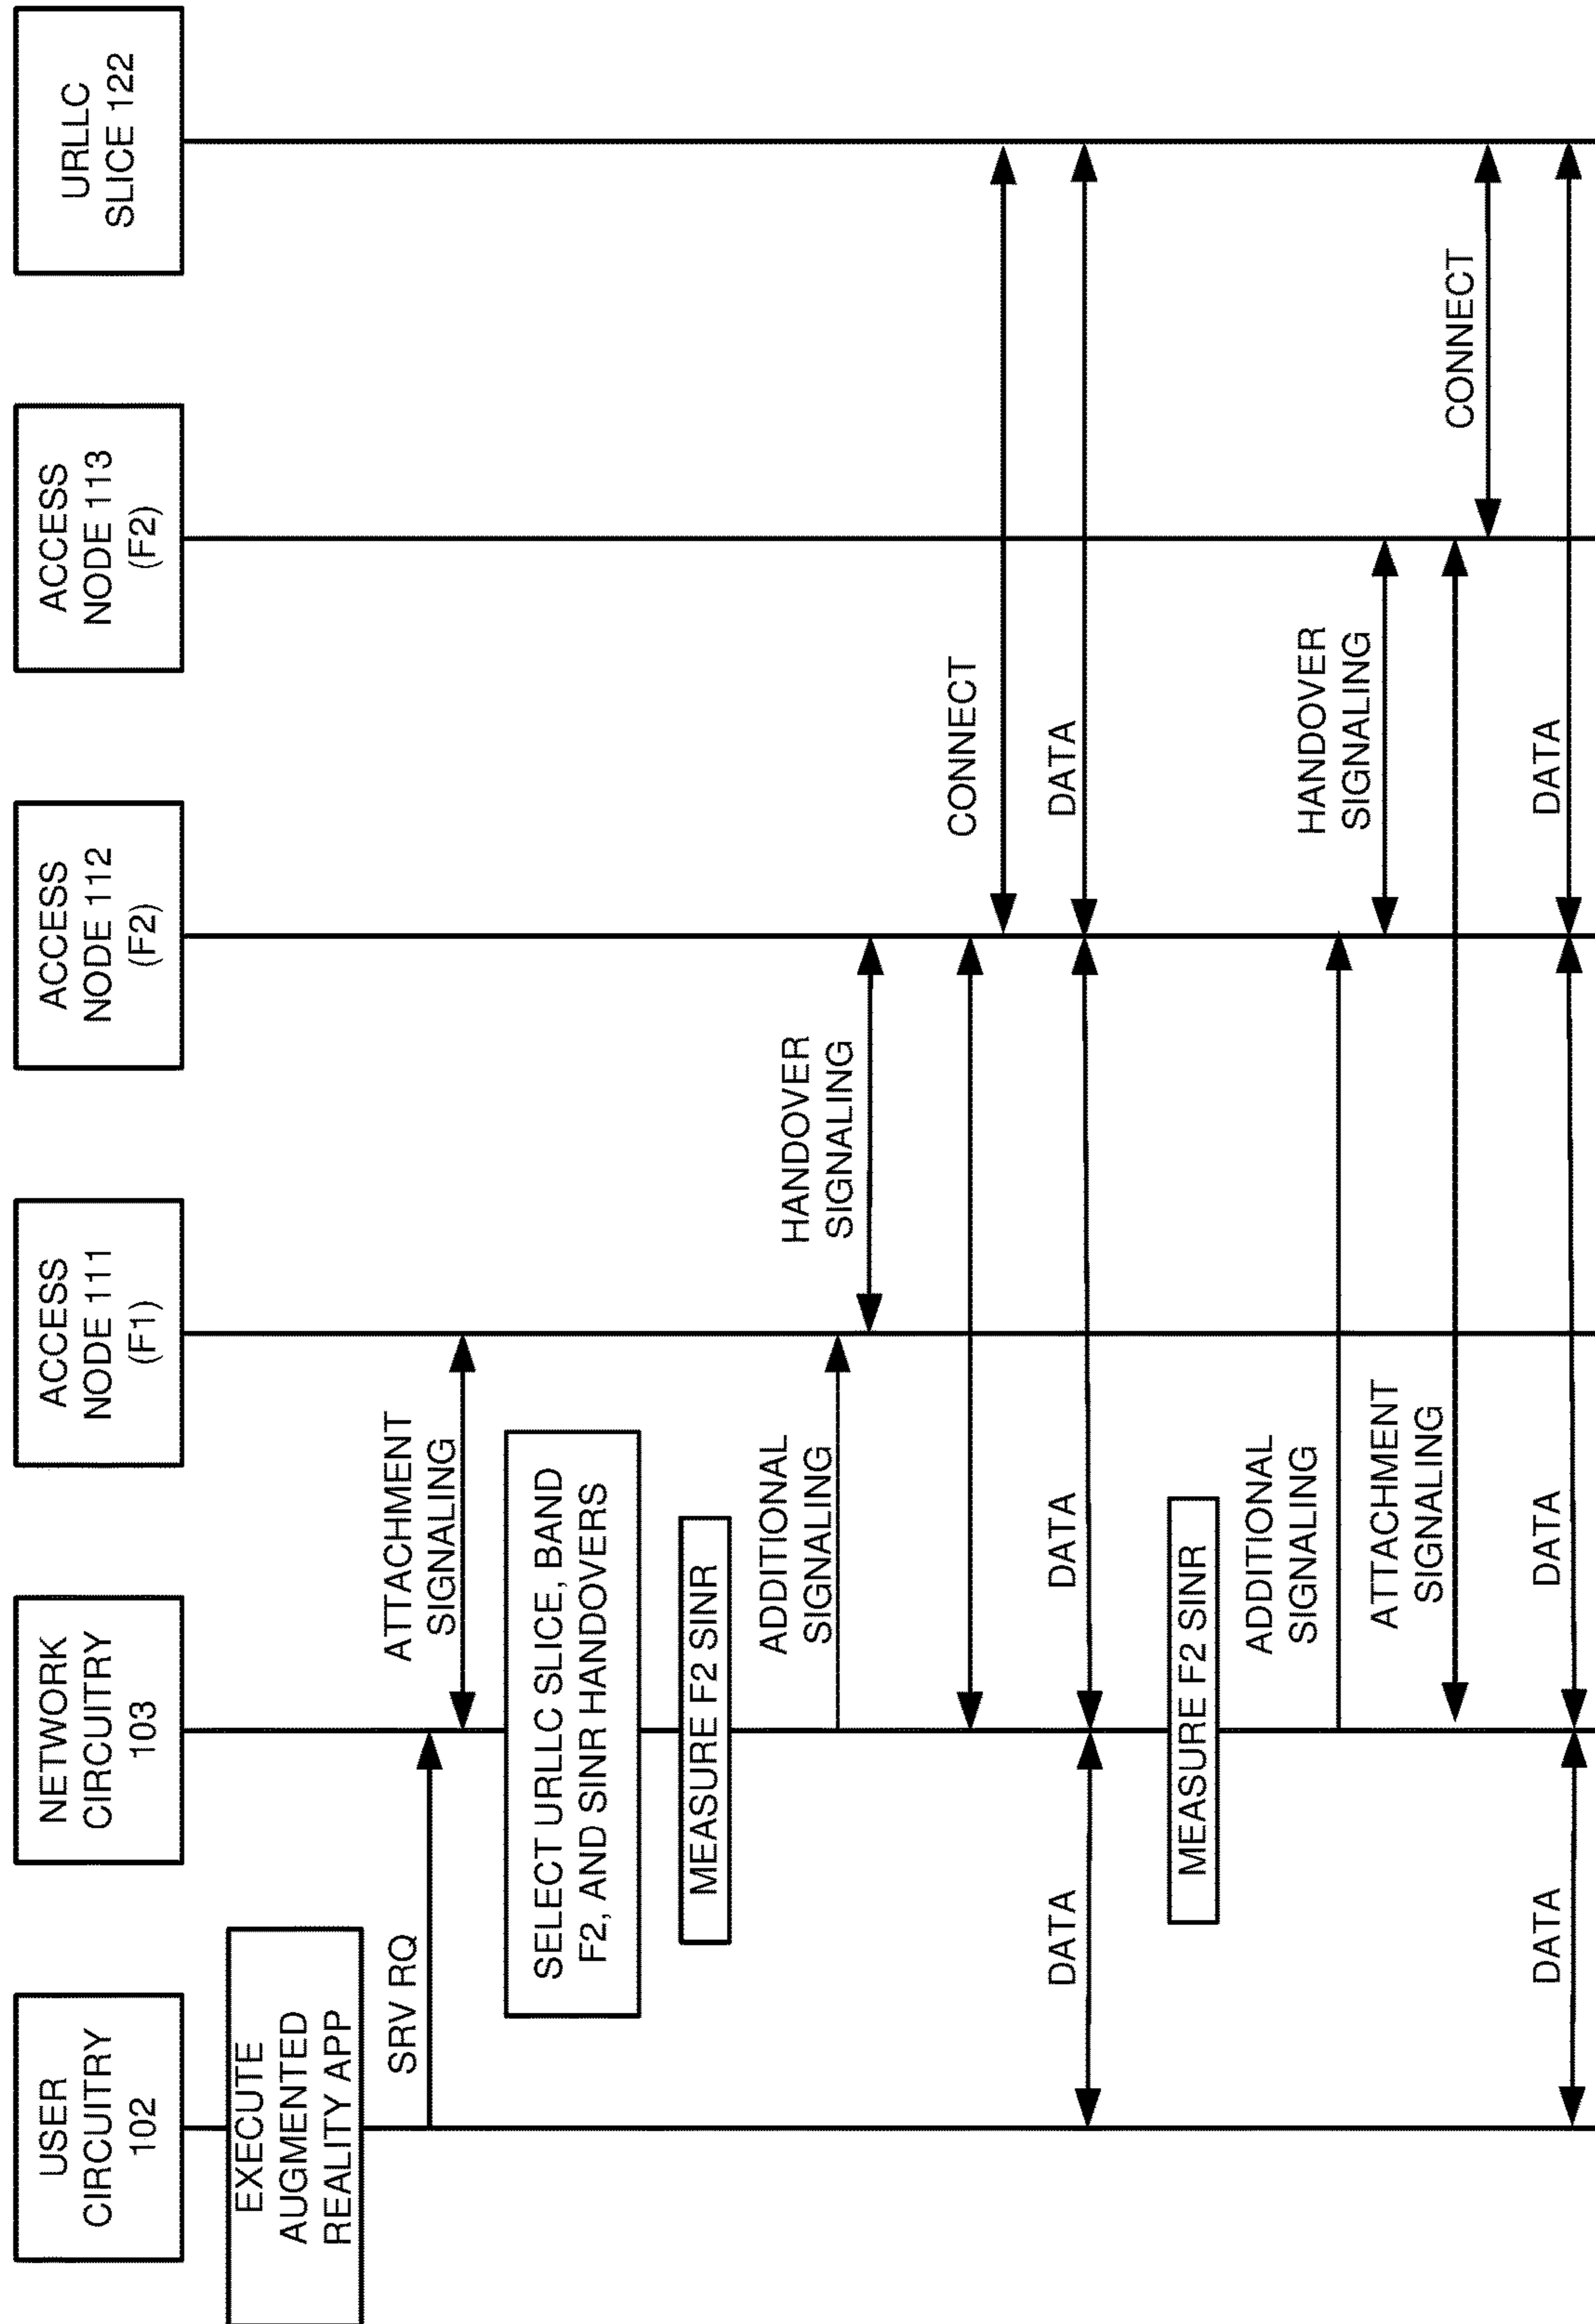 USER
CIRCUITRY
102
NETWORK
CIRCUITRY
103
ACCESS
NODE 111
(F1)
ACCESS
NODE 112
(F2)
ACCESS
NODE 113
(F2)
URLLC
SLICE 122
EXECUTE
AUGMENTED
REALITY APP
SRV RQ
ATTACHMENT
SIGNALING
SELECT URLLC SLICE, BAND
F2, AND SINR HANDOVERS
MEASURE F2 SINR
ADDITIONAL
SIGNALING
HANDOVER
SIGNALING
CONNECT
DATA
DATA
DATA
MEASURE F2 SINR
ADDITIONAL
SIGNALING
HANDOVER
SIGNALING
ATTACHMENT
SIGNALING
CONNECT
DATA
DATA
DATA